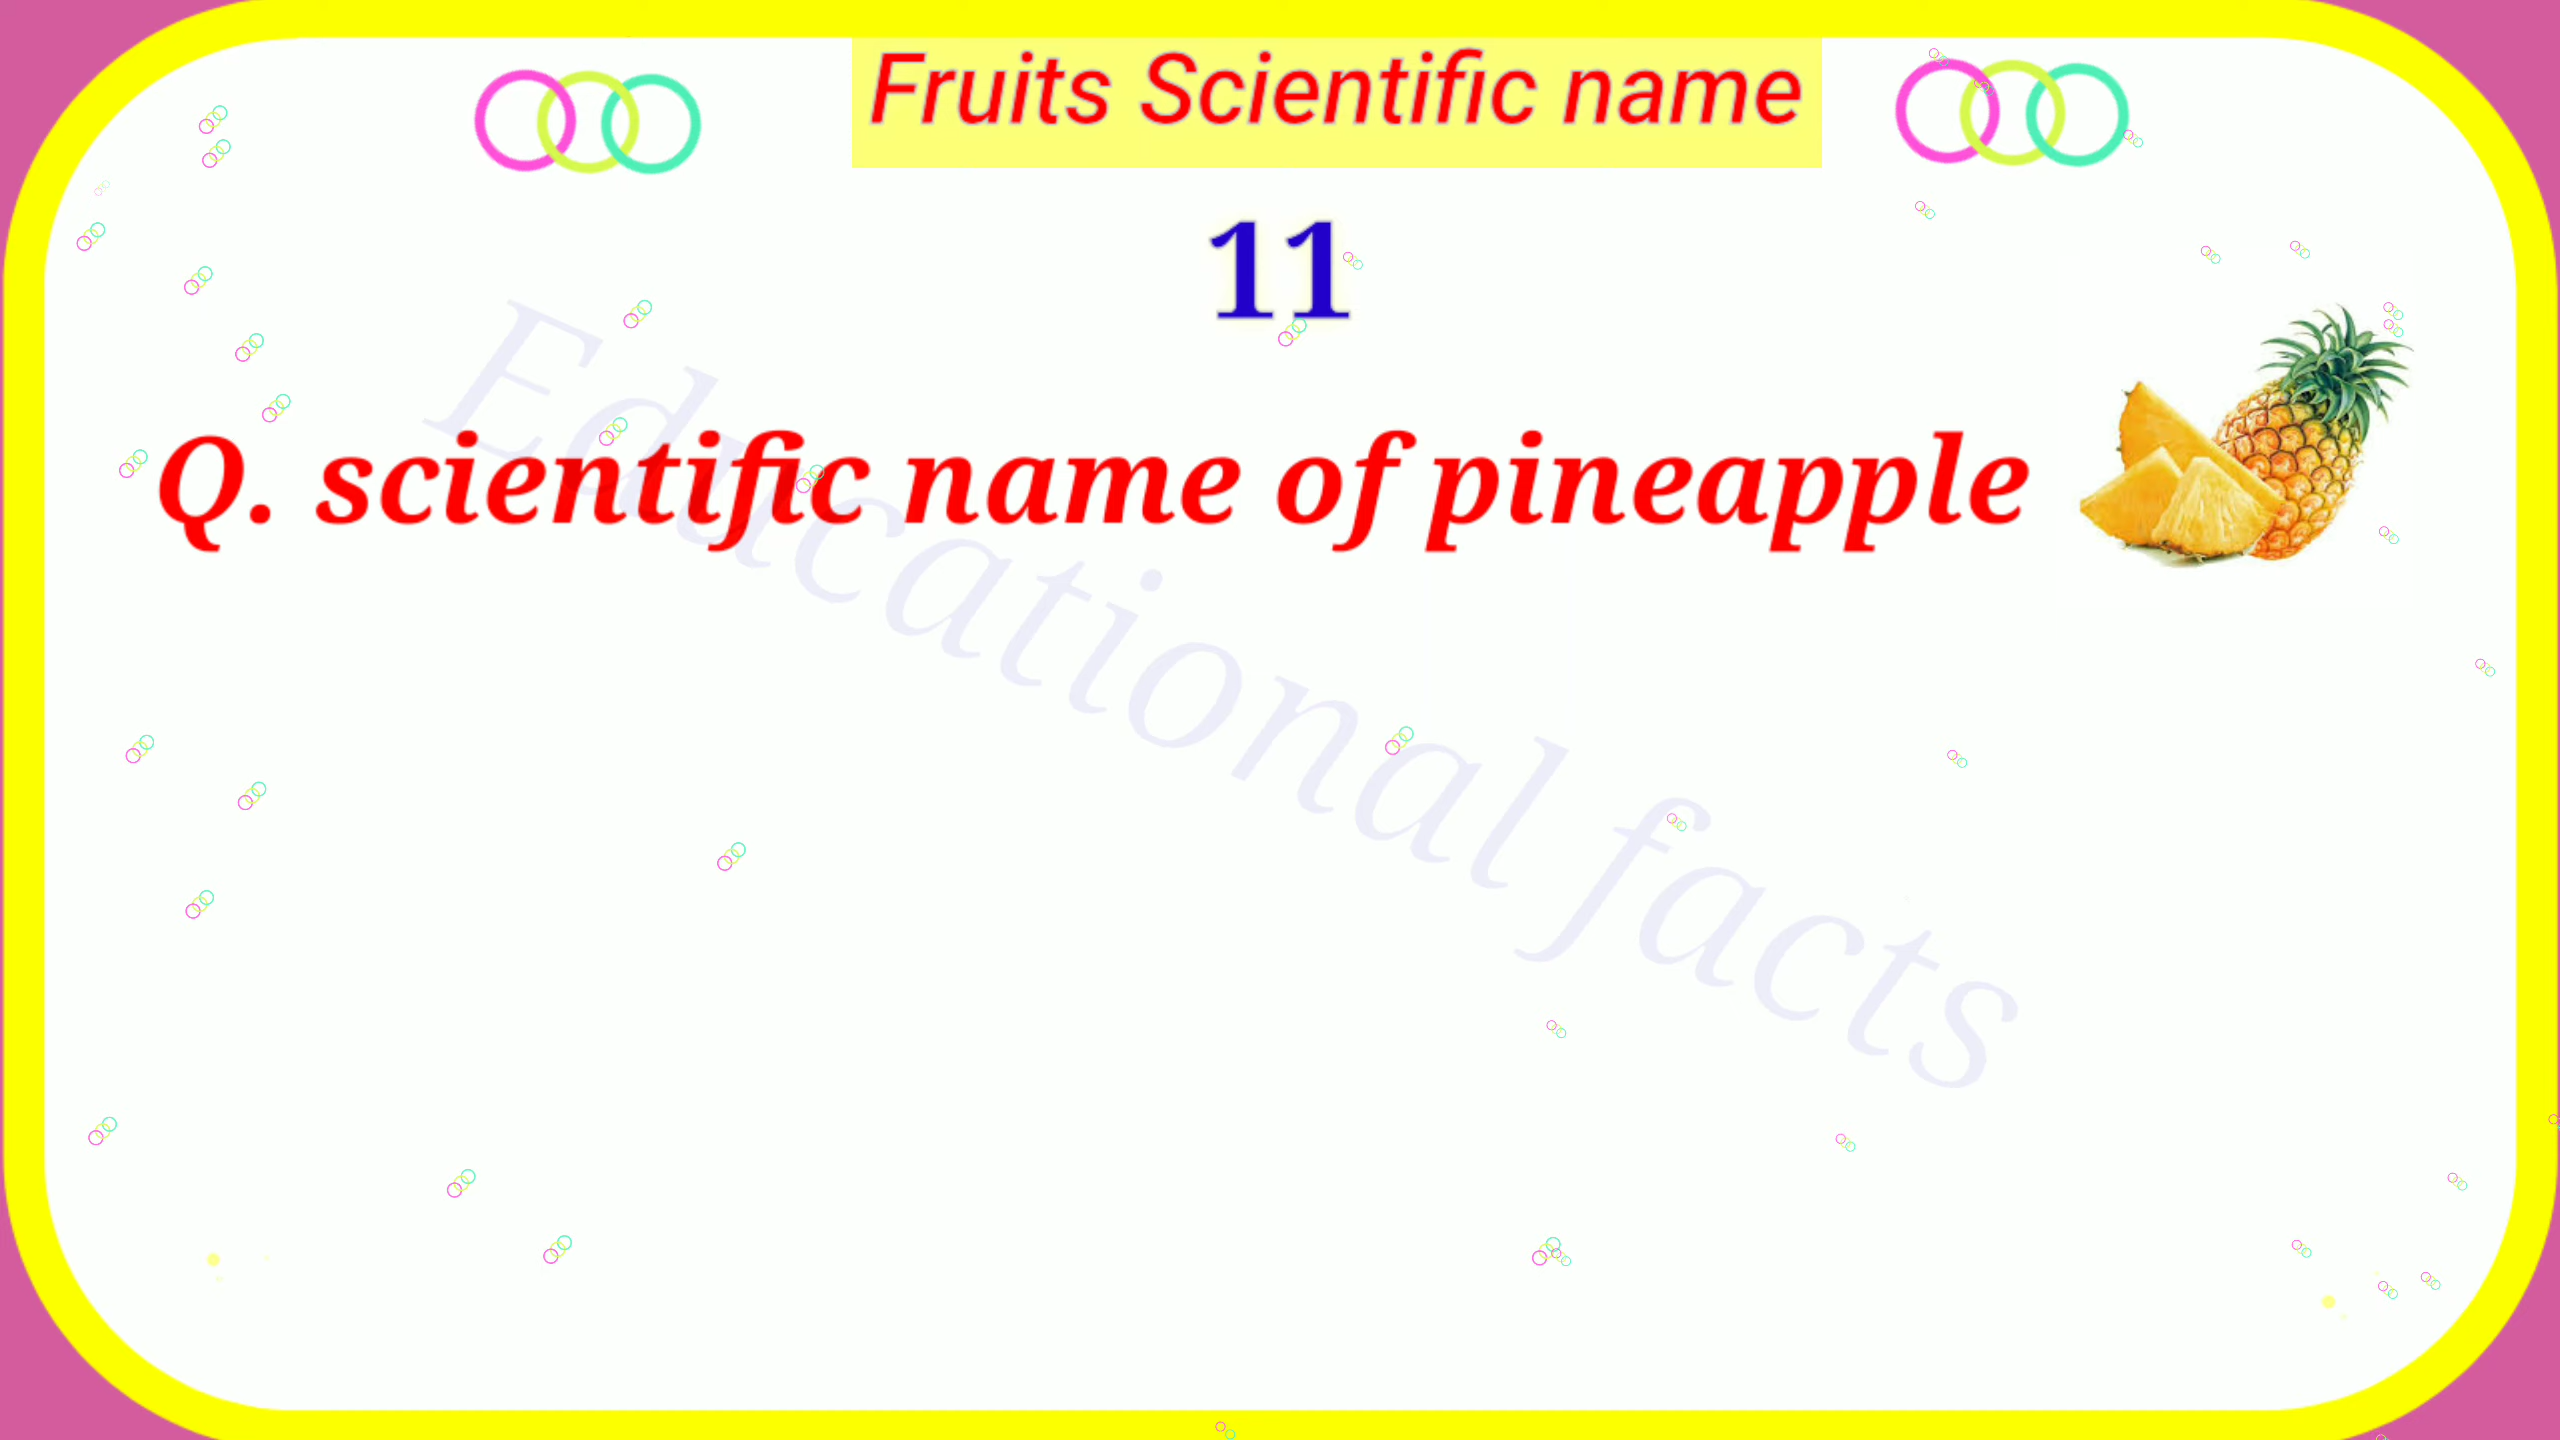 Fruits Scientific name
11
Q. scientific name of pineapple
Educational facts